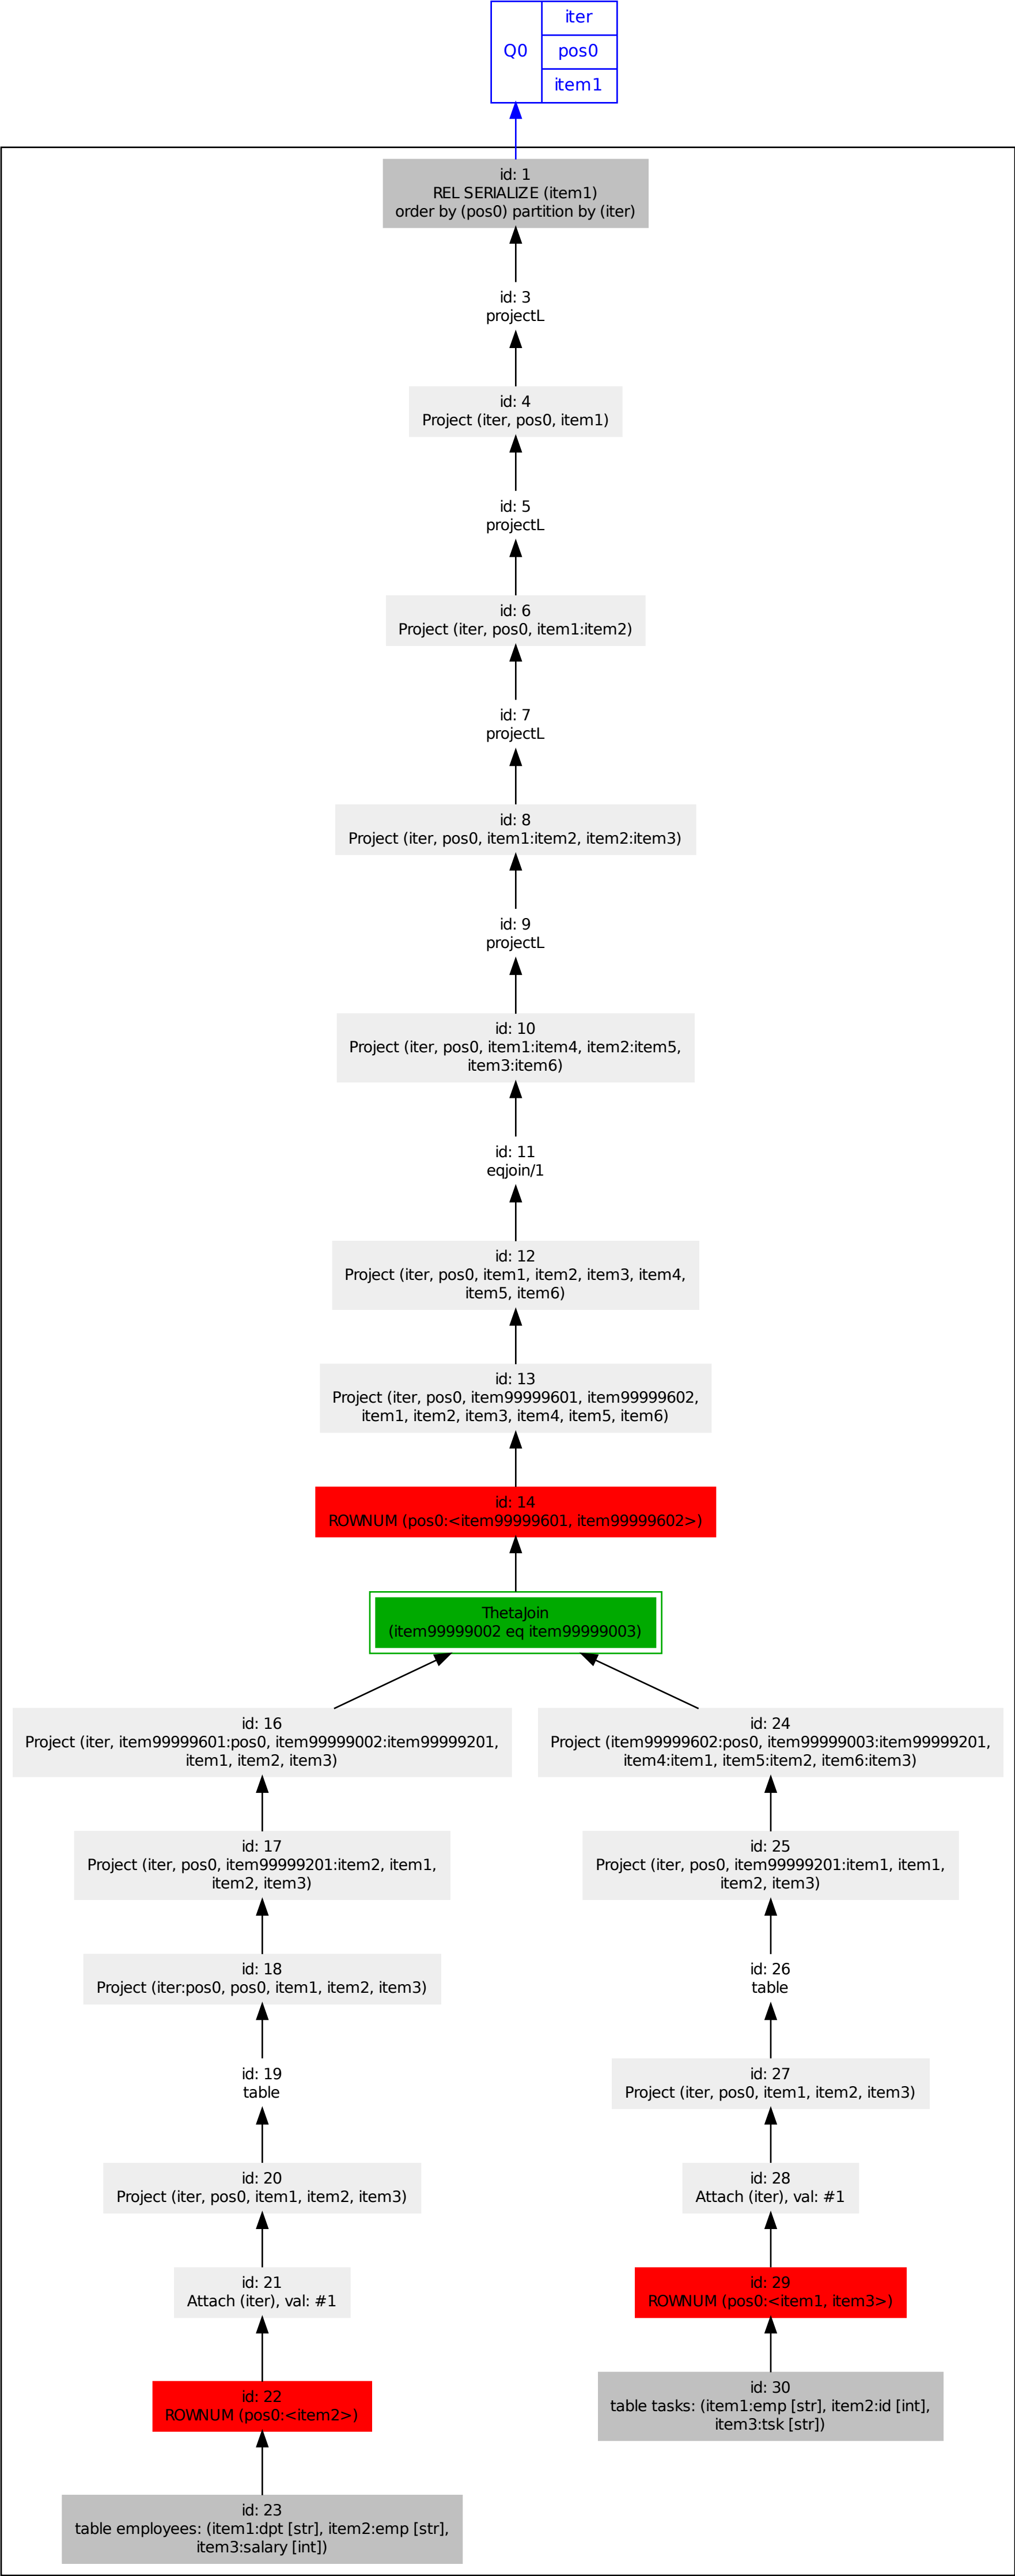 Q0
iter
pos0
item1
id: 1
REL SERIALIZE (item1)
order by (pos0) partition by (iter)
id: 3
projectL
id: 4
Project (iter, pos0, item1)
id: 5
projectL
id: 6
Project (iter, pos0, item1:item2)
id: 7
projectL
id: 8
Project (iter, pos0, item1:item2, item2:item3)
id: 9
projectL
id: 10
Project (iter, pos0, item1:item4, item2:item5,
item3:item6)
id: 11
eqjoin/1
id: 12
Project (iter, pos0, item1, item2, item3, item4,
item5, item6)
id: 13
Project (iter, pos0, item99999601, item99999602,
item1, item2, item3, item4, item5, item6)
id: 14
ROWNUM (pos0:<item99999601, item99999602>)
ThetaJoin
(item99999002 eq item99999003)
id: 16
Project (iter, item99999601:pos0, item99999002:item99999201,
item1, item2, item3)
id: 17
Project (iter, pos0, item99999201:item2, item1,
item2, item3)
id: 18
Project (iter:pos0, pos0, item1, item2, item3)
id: 19
table
id: 20
Project (iter, pos0, item1, item2, item3)
id: 21
Attach (iter), val: #1
id: 22
ROWNUM (pos0:<item2>)
id: 23
table employees: (item1:dpt [str], item2:emp [str],
item3:salary [int])
id: 24
Project (item99999602:pos0, item99999003:item99999201,
item4:item1, item5:item2, item6:item3)
id: 25
Project (iter, pos0, item99999201:item1, item1,
item2, item3)
id: 26
table
id: 27
Project (iter, pos0, item1, item2, item3)
id: 28
Attach (iter), val: #1
id: 29
ROWNUM (pos0:<item1, item3>)
id: 30
table tasks: (item1:emp [str], item2:id [int],
item3:tsk [str])